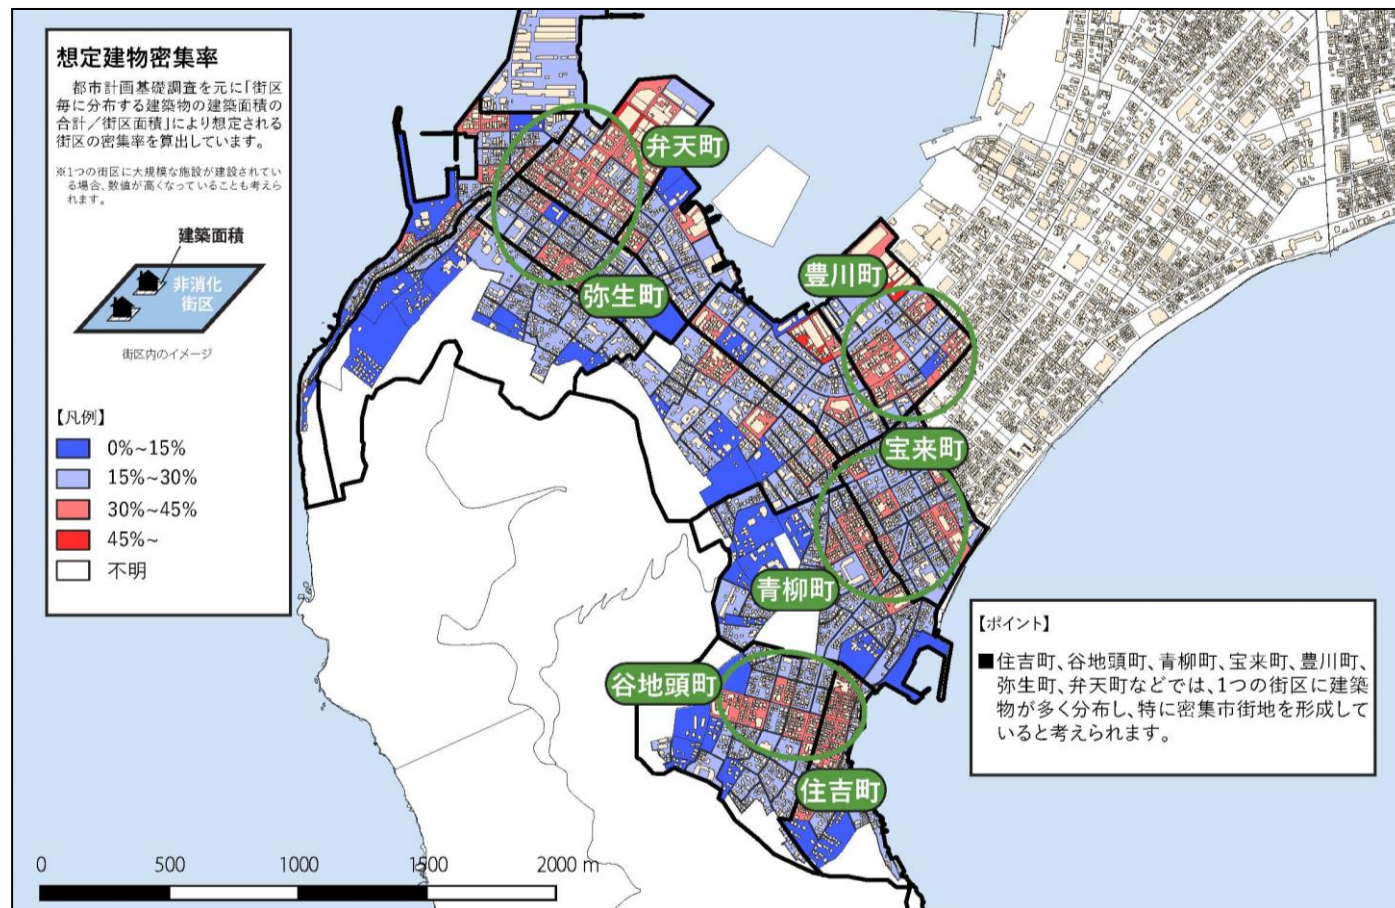 想定建物密集率
都市計画基礎調査を元に「街区
毎に分布する建築物の建築面積の
合計／街区面積」により想定される
街区の密集率を算出しています。
※1つの街区に大規模な施設が建設されてい
る場合、数値が高くなっていることも考えら
れます。
建築面積
非消化
街区
街区内のイメージ
【凡例】
0%~15%
15%~30%
30%~45%
45%~
不明
弁天町
豊川町
弥生町
宝来町
青柳町
谷地頭町
住吉町
【ポイント】
■住吉町、谷地頭町、青柳町、宝来町、豊川町、
弥生町、弁天町などでは、1つの街区に建築
物が多く分布し、特に密集市街地を形成して
いると考えられます。
0 500 1000 1500 2000 m